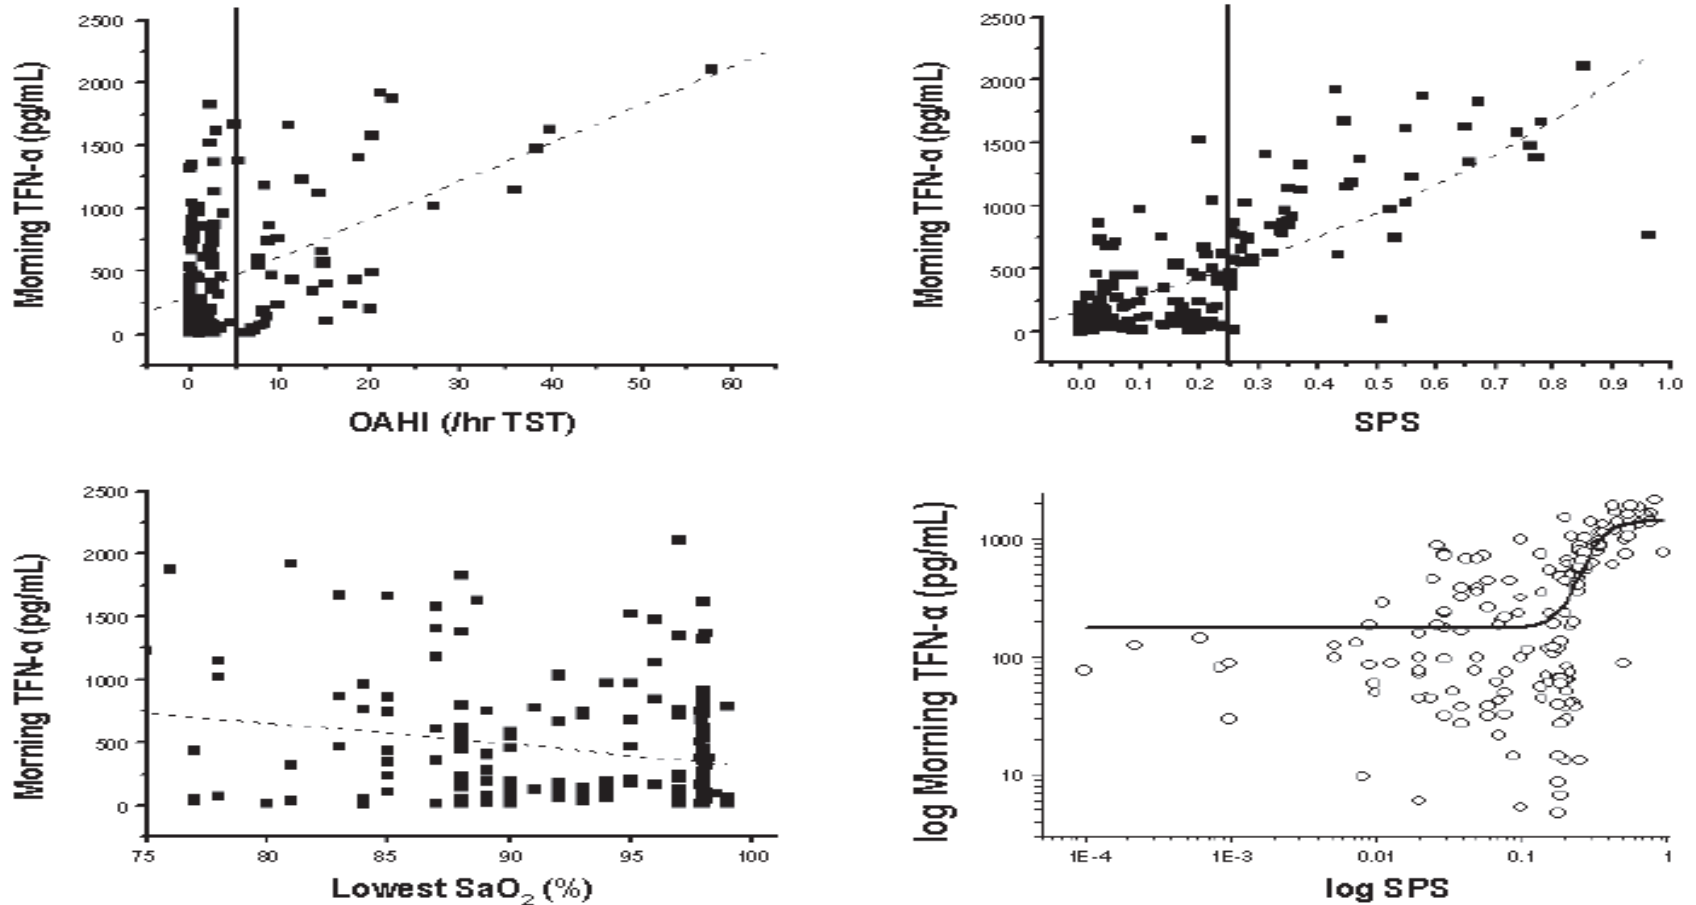 Morning TFN-α (pg/mL)
2500
2000
1500
1000
500
0
0 10 20 30 40 50 60
OAHI (/hr TST)
Morning TFN-α (pg/mL)
2500
2000
1500
1000
500
0
0.0 0.1 0.2 0.3 0.4 0.5 0.6 0.7 0.8 0.9 1.0
SPS
Morning TFN-α (pg/mL)
2500
2000
1500
1000
500
0
75 80 85 90 95 100
Lowest SaO₂ (%)
log Morning TFN-α (pg/mL)
1000
100
10
1E-4 1E-3 0.01 0.1 1
log SPS